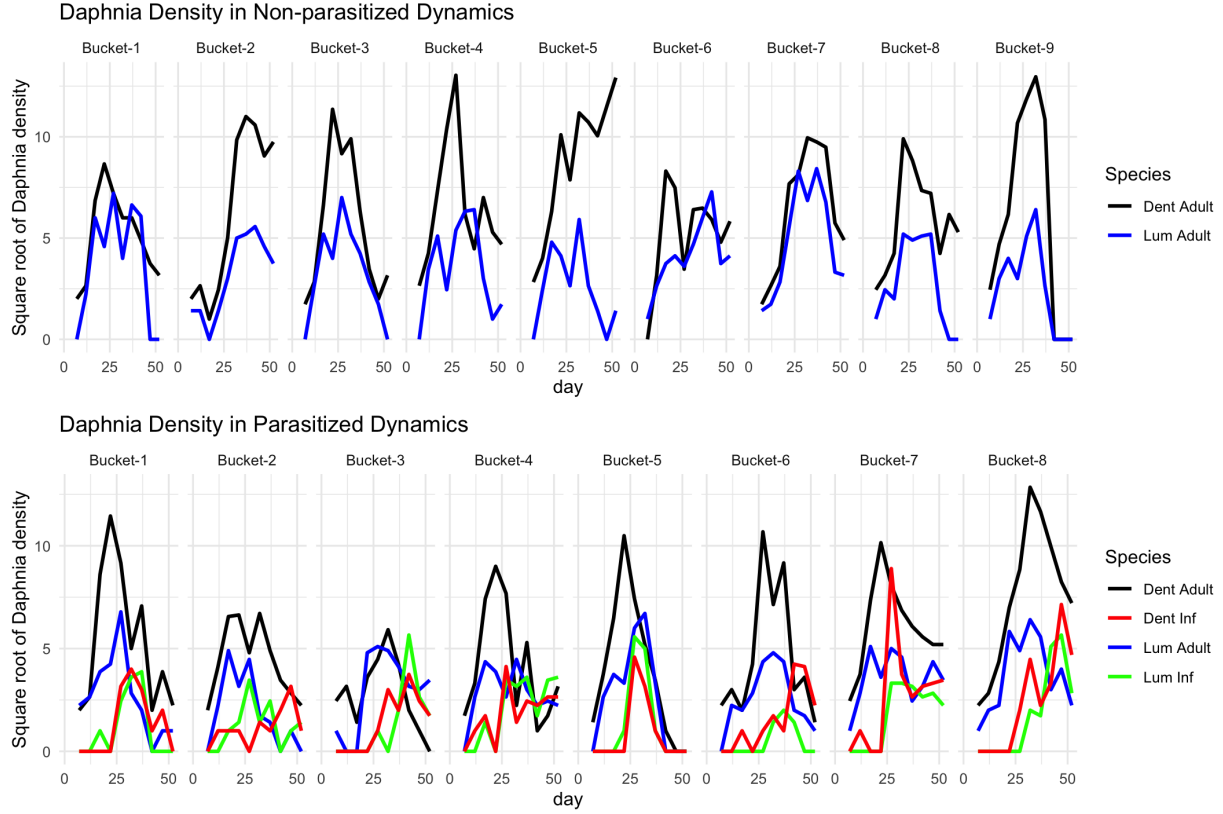 Daphnia Density in Non-parasitized Dynamics
Bucket-1 Bucket-2 Bucket-3 Bucket-4 Bucket-5 Bucket-6 Bucket-7 Bucket-8 Bucket-9
Square root of Daphnia density
10
5
0
0 25 50 0 25 50 0 25 50 0 25 50 0 25 50 0 25 50 0 25 50 0 25 50 0 25 50
day
Species
Dent Adult
Lum Adult
Daphnia Density in Parasitized Dynamics
Bucket-1 Bucket-2 Bucket-3 Bucket-4 Bucket-5 Bucket-6 Bucket-7 Bucket-8
Square root of Daphnia density
10
5
0
0 25 50 0 25 50 0 25 50 0 25 50 0 25 50 0 25 50 0 25 50 0 25 50
day
Species
Dent Adult
Dent Inf
Lum Adult
Lum Inf